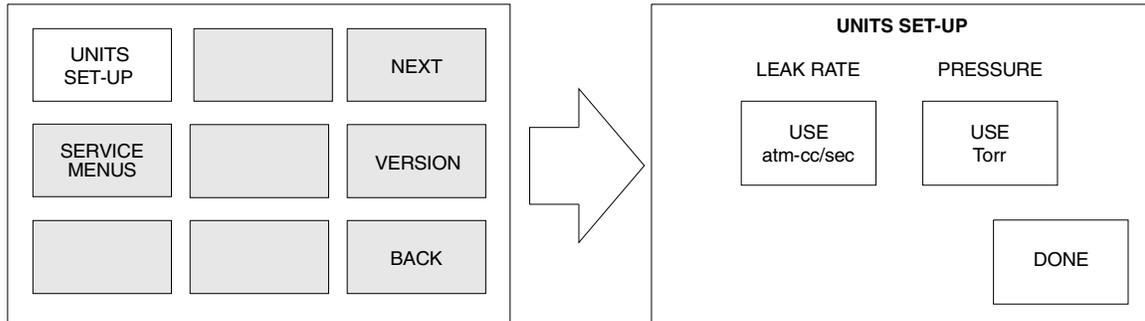 UNITS
SET-UP
NEXT
SERVICE
MENUS
VERSION
BACK
UNITS SET-UP
LEAK RATE
PRESSURE
USE
atm-cc/sec
USE
Torr
DONE